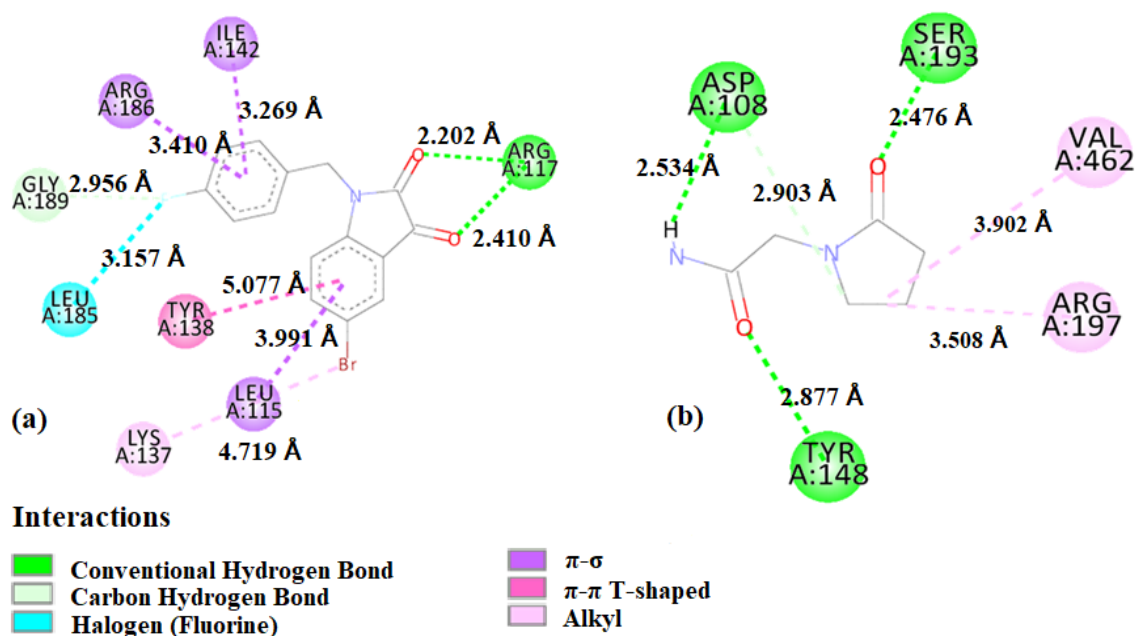 ILE
A:142
ARG
A:186
3.269 Å
3.410 Å
2.202 Å
ARG
A:117
GLY
A:189
2.956 Å
O
N
O
2.410 Å
3.157 Å
LEU
A:185
5.077 Å
TYR
A:138
3.991 Å
Br
LEU
A:115
(a)
LYS
A:137
4.719 Å
SER
A:193
ASP
A:108
2.476 Å
VAL
A:462
2.534 Å
2.903 Å
O
3.902 Å
H
N
N
O
ARG
A:197
3.508 Å
2.877 Å
(b)
TYR
A:148
Interactions
Conventional Hydrogen Bond
Carbon Hydrogen Bond
Halogen (Fluorine)
π-σ
π-π T-shaped
Alkyl